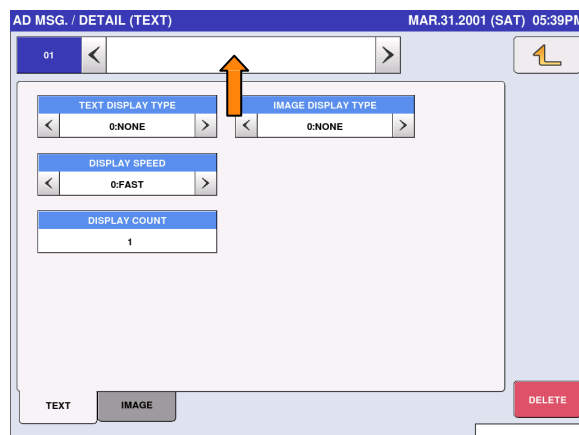 AD MSG. / DETAIL (TEXT) MAR.31.2001 (SAT) 05:39PM
01
TEXT DISPLAY TYPE IMAGE DISPLAY TYPE
0:NONE 0:NONE
DISPLAY SPEED
0:FAST
DISPLAY COUNT
1
TEXT IMAGE DELETE